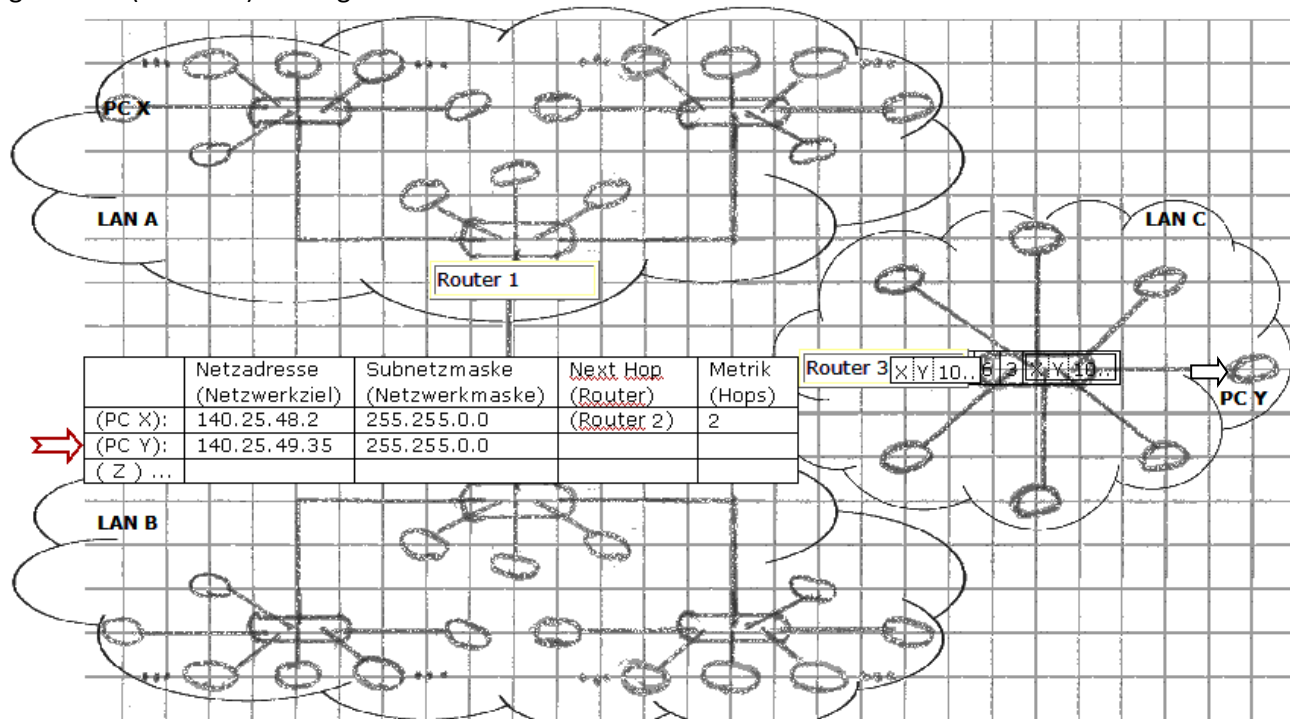 PC X
LAN A
LAN C
Router 1
Netzadresse (Netzwerkziel) Subnetzmaske (Netzwerkmaske) Next Hop (Router) Metrik (Hops)
(PC X): 140.25.48.2 255.255.0.0 (Router 2) 2
(PC Y): 140.25.49.35 255.255.0.0
( Z ) ...
Router 3 X Y 10.. 6 3 X Y 10...
PC Y
LAN B